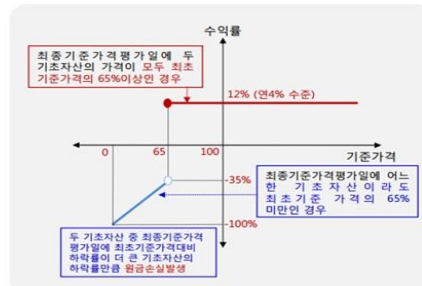 수익률
최종기준가격평가일에 두
기초자산의 가격이 모두 최초
기준가격의 65%이상인 경우
12% (연4% 수준)
0
65
100
기준가격
-35%
최종기준가격평가일에 어느
한 기초자산이라도
최초기준 가격의 65%
미만인 경우
-100%
두 기초자산 중 최종기준가격
평가일에 최초기준가격대비
하락률이 더 큰 기초자산의
하락률만큼 원금손실발생